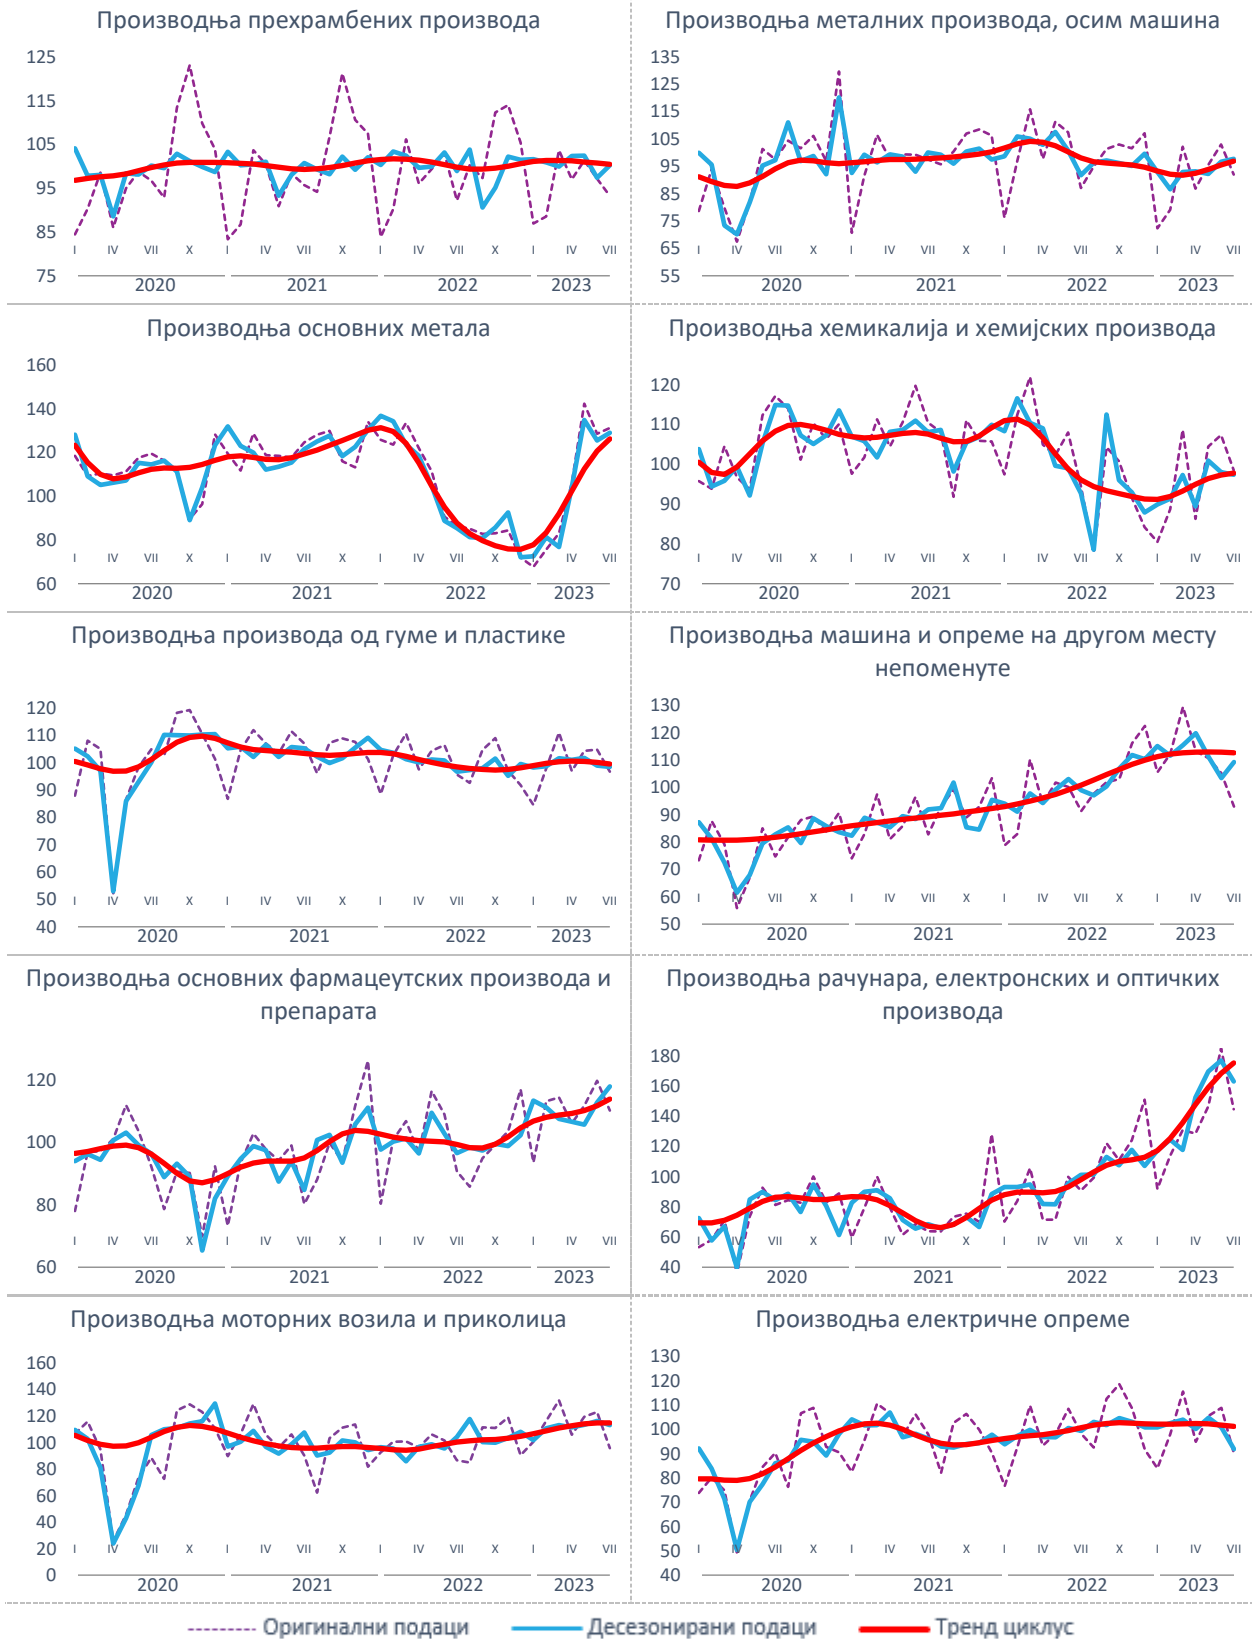 Производња прехрамбених производа
125
115
105
95
85
75
I IV VII X I IV VII X I IV VII X I IV VII
2020 2021 2022 2023
Производња металних производа, осим машина
135
125
115
105
95
85
75
65
55
I IV VII X I IV VII X I IV VII X I IV VII
2020 2021 2022 2023
Производња основних метала
160
140
120
100
80
60
I IV VII X I IV VII X I IV VII X I IV VII
2020 2021 2022 2023
Производња хемикалија и хемијских производа
120
110
100
90
80
70
I IV VII X I IV VII X I IV VII X I IV VII
2020 2021 2022 2023
Производња производа од гуме и пластике
120
110
100
90
80
70
60
50
40
I IV VII X I IV VII X I IV VII X I IV VII
2020 2021 2022 2023
Производња машина и опреме на другом месту
непоменуте
130
120
110
100
90
80
70
60
50
I IV VII X I IV VII X I IV VII X I IV VII
2020 2021 2022 2023
Производња основних фармацеутских производа и
препарата
120
100
80
60
I IV VII X I IV VII X I IV VII X I IV VII
2020 2021 2022 2023
Производња рачунара, електронских и оптичких
производа
180
160
140
120
100
80
60
40
I IV VII X I IV VII X I IV VII X I IV VII
2020 2021 2022 2023
Производња моторних возила и приколица
160
140
120
100
80
60
40
20
0
I IV VII X I IV VII X I IV VII X I IV VII
2020 2021 2022 2023
Производња електричне опреме
130
120
110
100
90
80
70
60
50
40
I IV VII X I IV VII X I IV VII X I IV VII
2020 2021 2022 2023
Оригинални подаци Десезонирани подаци Тренд циклус